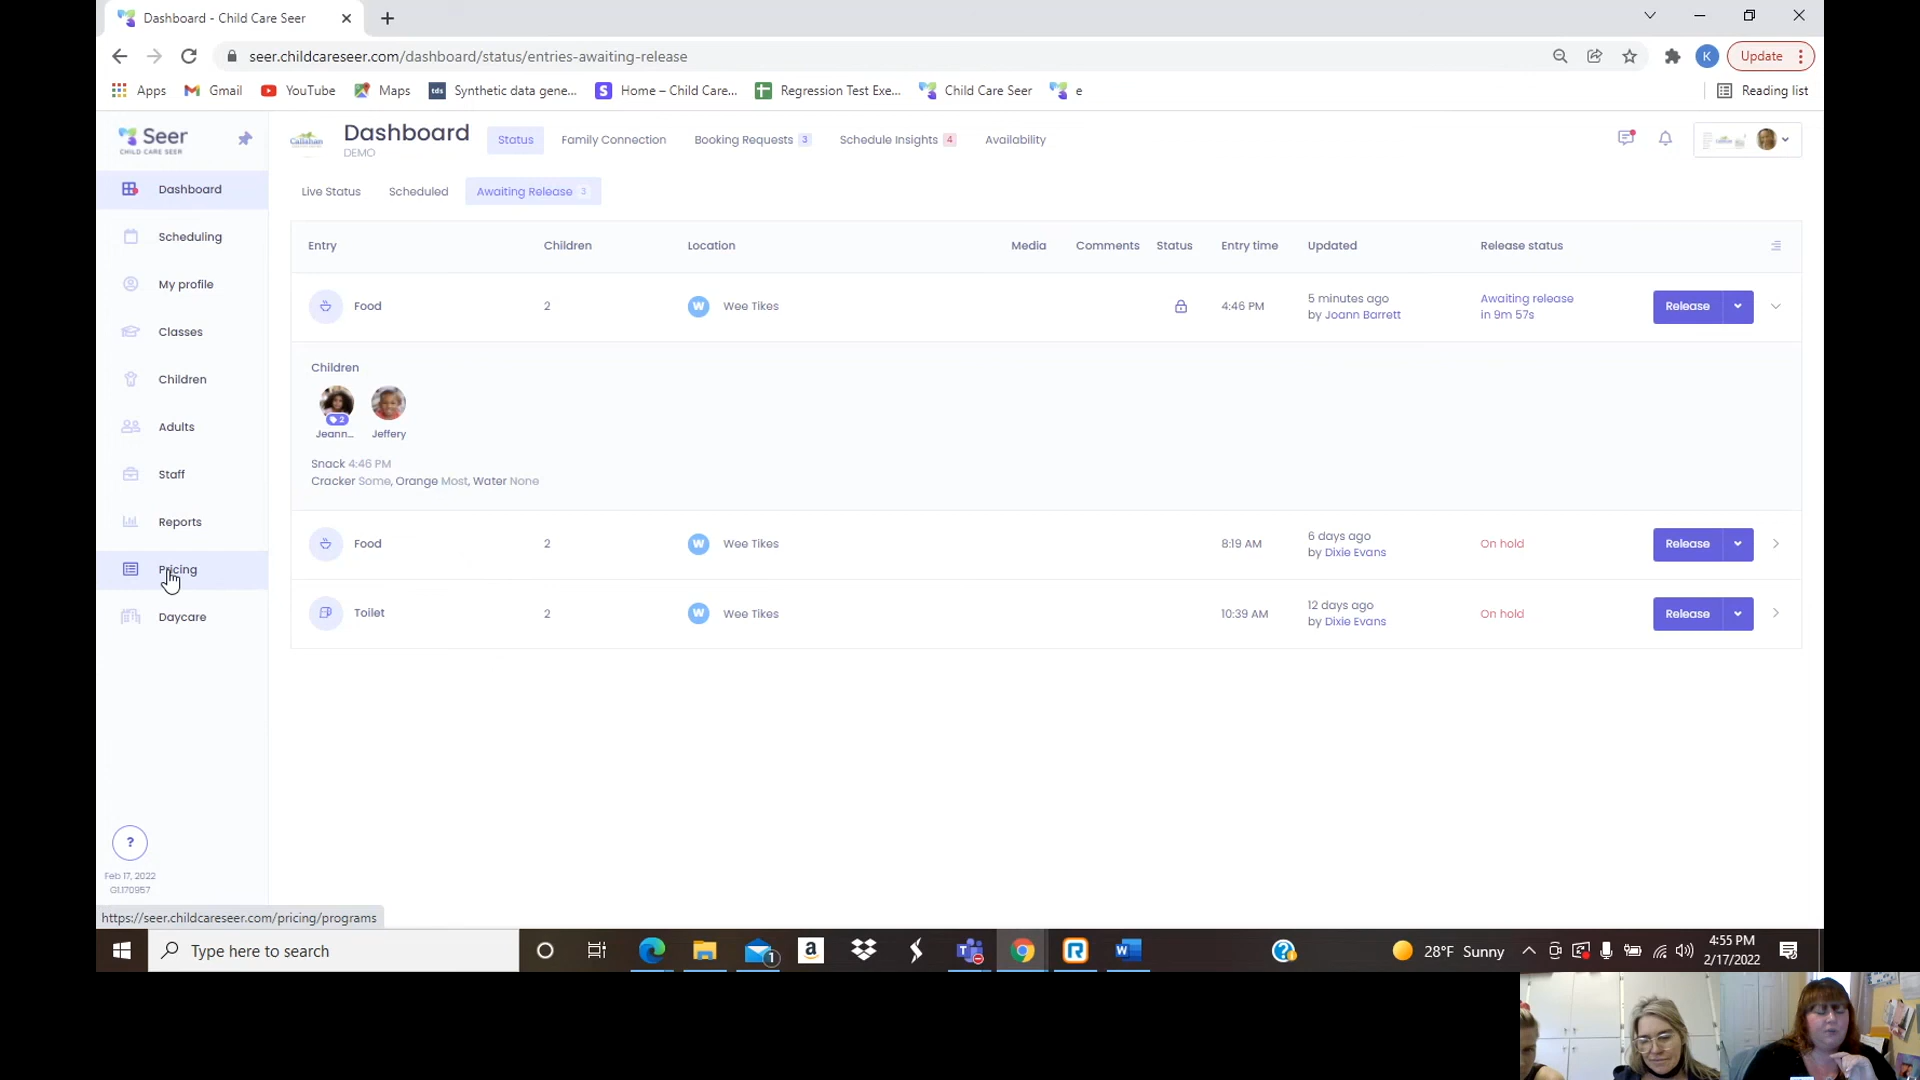 Dashboard - Child Care Seer
seer.childcareseer.com/dashboard/status/entries-awaiting-release
K
Update
Apps
Gmail
YouTube
Maps
tds
Synthetic data gene...
S
Home – Child Care...
Regression Test Exe...
Child Care Seer
e
Reading list
Seer
CHILD CARE SEER
Callahan
Dashboard
DEMO
Status
Family Connection
Booking Requests 3
Schedule Insights 4
Availability
Dashboard
Scheduling
My profile
Classes
Children
Adults
Staff
Reports
Pricing
Daycare
Live Status
Scheduled
Awaiting Release 3
Entry
Children
Location
Media
Comments
Status
Entry time
Updated
Release status
Food
2
W
Wee Tikes
4:46 PM
5 minutes ago
by Joann Barrett
Awaiting release
in 9m 57s
Release
Children
2
Jeann...
Jeffery
Snack 4:46 PM
Cracker Some, Orange Most, Water None
Food
2
W
Wee Tikes
8:19 AM
6 days ago
by Dixie Evans
On hold
Release
Toilet
2
W
Wee Tikes
10:39 AM
12 days ago
by Dixie Evans
On hold
Release
?
Feb 17, 2022
G1.170957
https://seer.childcareseer.com/pricing/programs
Type here to search
1
a
R
W
?
28°F Sunny
4:55 PM
2/17/2022